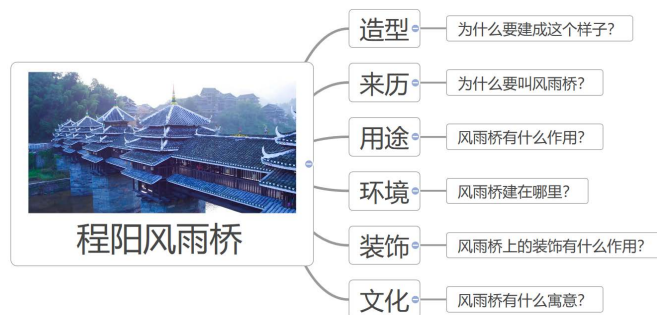 造型
为什么要建成这个样子？
来历
为什么要叫风雨桥？
用途
风雨桥有什么作用？
环境
风雨桥建在哪里？
程阳风雨桥
装饰
风雨桥上的装饰有什么作用？
文化
风雨桥有什么寓意？